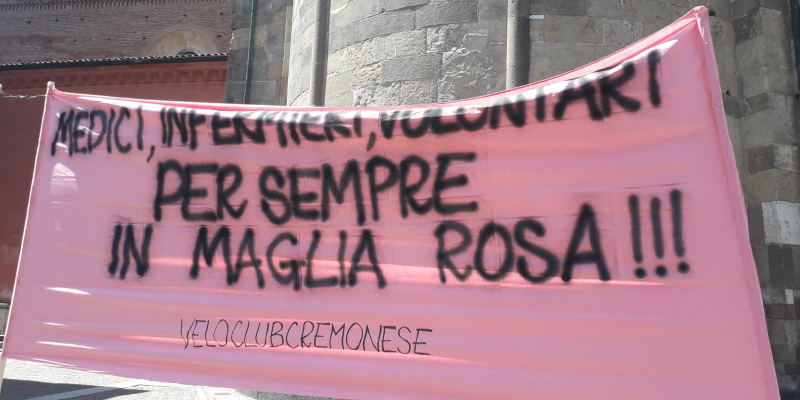 MEDICI, INFERMIERI, VOLONTARI
PER SEMPRE
IN MAGLIA ROSA!!!
VELOCLUBCREMONESE